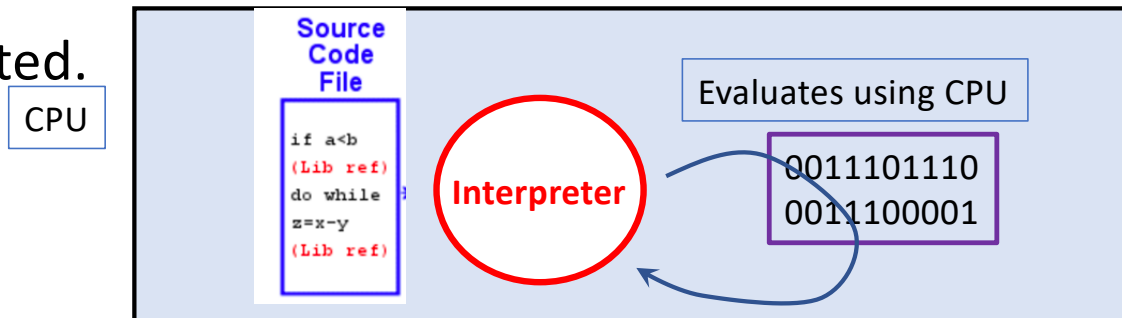 ted.
CPU
Source
Code
File
if a<b
(Lib ref)
do while
z=x-y
(Lib ref)
Interpreter
Evaluates using CPU
0011101110
0011100001